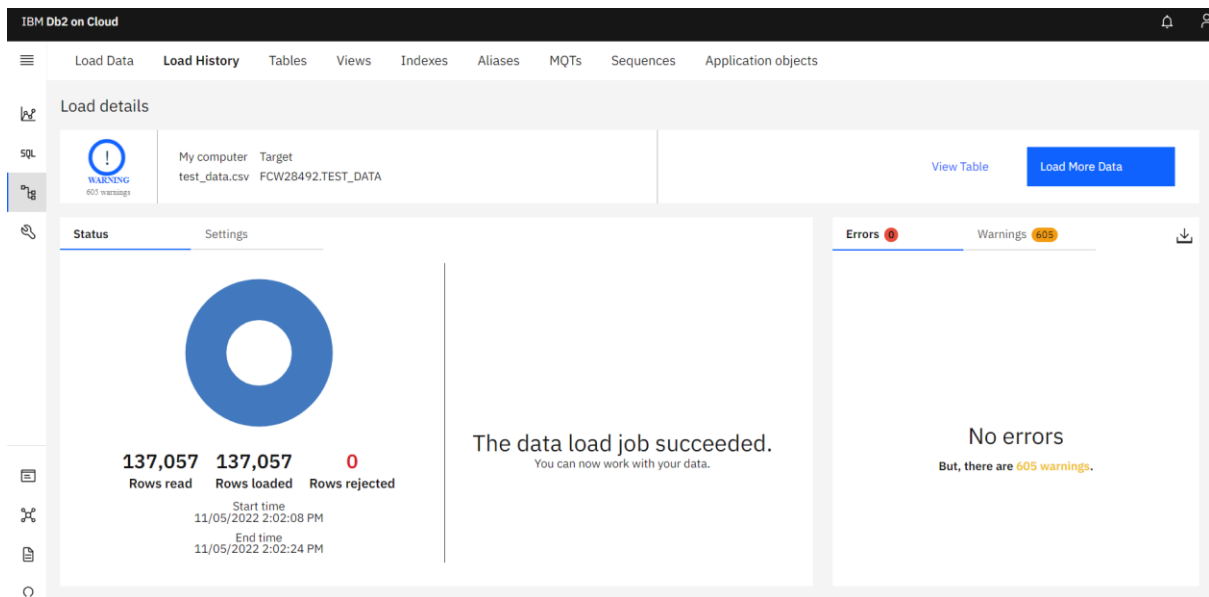 IBM Db2 on Cloud
Load Data Load History Tables Views Indexes Aliases MQTs Sequences Application objects
Load details
SQL
!
WARNING
605 warnings
My computer Target
test_data.csv FCW28492.TEST_DATA
View Table
Load More Data
Status Settings
137,057 137,057 0
Rows read Rows loaded Rows rejected
Start time
11/05/2022 2:02:08 PM
End time
11/05/2022 2:02:24 PM
The data load job succeeded.
You can now work with your data.
Errors 0 Warnings 605
No errors
But, there are 605 warnings.